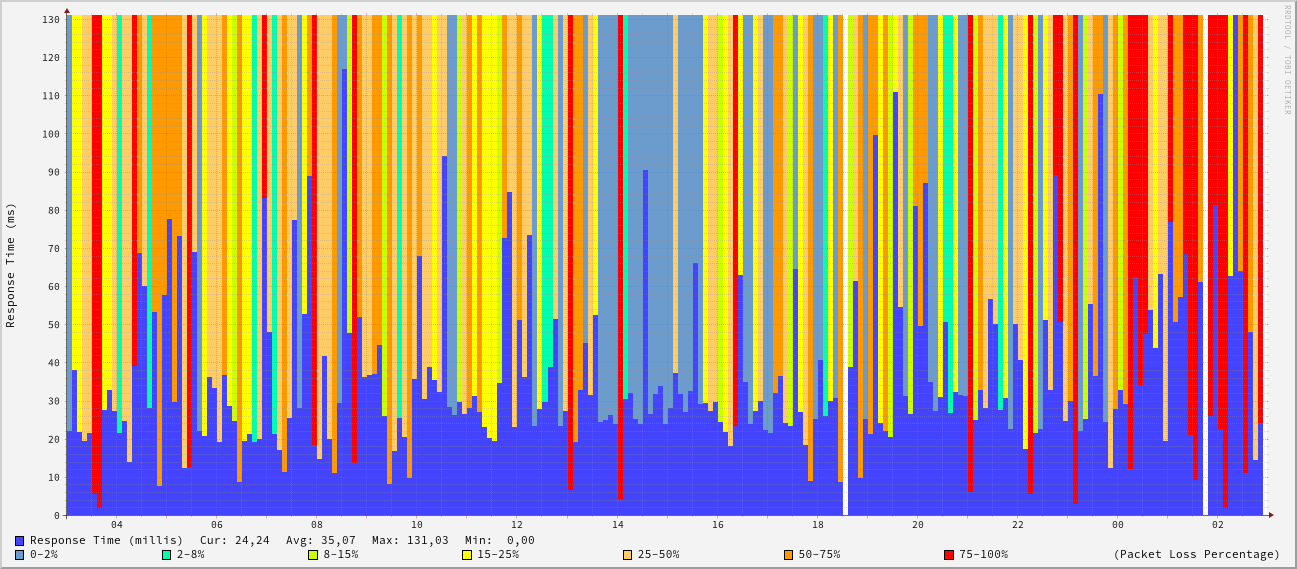 RRDTOOL / TOBI OETIKER
Response Time (ms)
130
120
110
100
90
80
70
60
50
40
30
20
10
0
04 06 08 10 12 14 16 18 20 22 00 02
Response Time (millis) Cur: 24,24 Avg: 35,07 Max: 131,03 Min: 0,00
0-2% 2-8% 8-15% 15-25% 25-50% 50-75% 75-100% (Packet Loss Percentage)